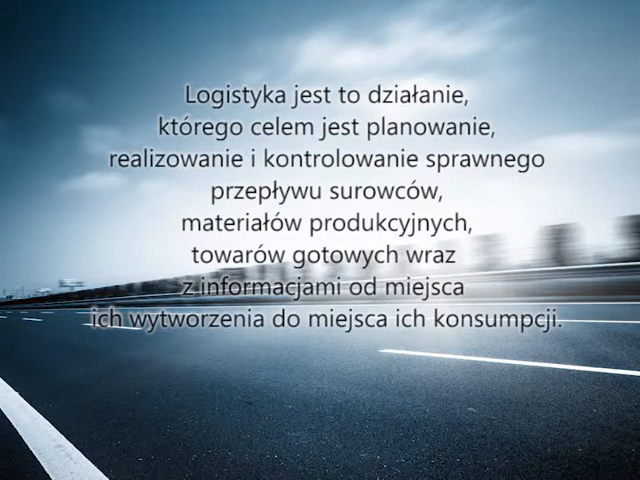 Logistyka jest to działanie,
którego celem jest planowanie,
realizowanie i kontrolowanie sprawnego
przepływu surowców,
materiałów produkcyjnych,
towarów gotowych wraz
z informacjami od miejsca
ich wytworzenia do miejsca ich konsumpcji.